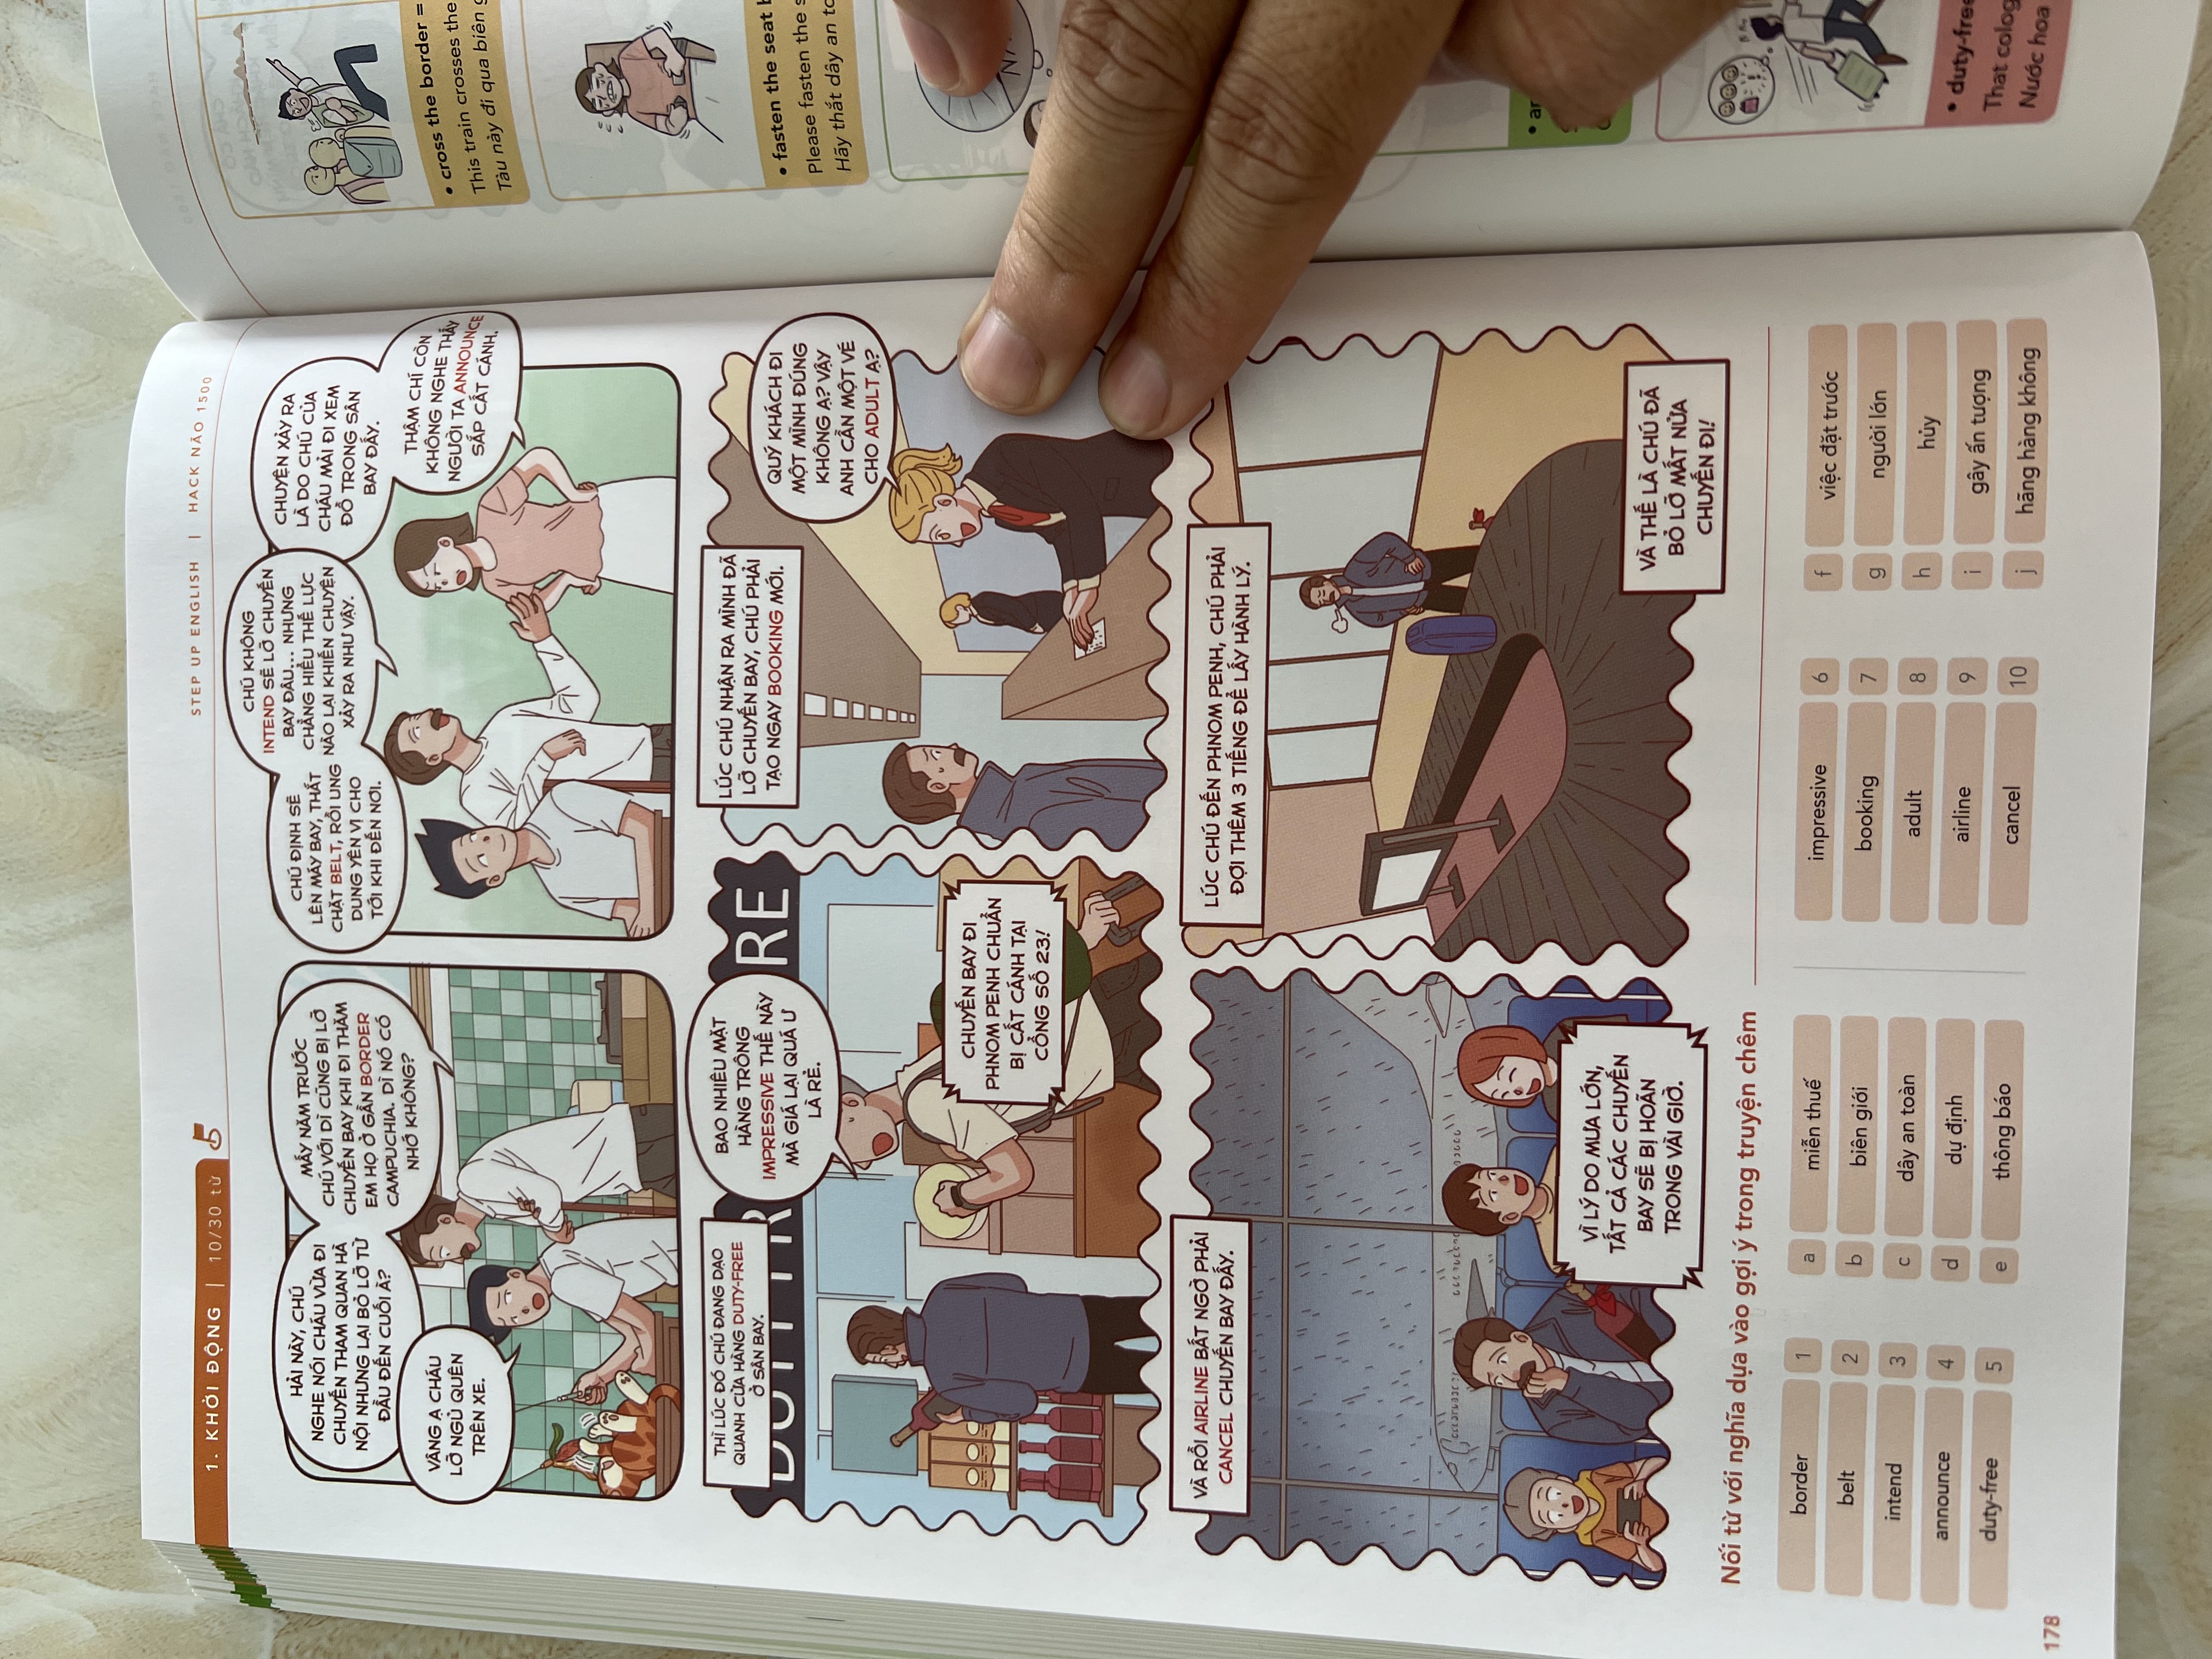 1. KHỞI ĐỘNG | 10/30 từ
STEP UP ENGLISH | HACK NÃO 1500
HẢI NÀY, CHÚ
NGHE NÓI CHÁU VỪA ĐI
CHUYẾN THAM QUAN HÀ
NỘI NHƯNG LẠI BỎ LỠ TỪ
ĐẦU ĐẾN CUỐI À?
MẤY NĂM TRƯỚC
CHÚ VỚI DÌ CŨNG BỊ LỠ
CHUYẾN BAY KHI ĐI THĂM
EM HỌ Ở GẦN BORDER
CAMPUCHIA. DÌ NÓ CÓ
NHỚ KHÔNG?
VÂNG Ạ CHÁU
LỠ NGỦ QUÊN
TRÊN XE.
CHÚ ĐỊNH SẼ
LÊN MÁY BAY, THẮT
CHẶT BELT, RỒI UNG
DUNG YÊN VỊ CHO
TỚI KHI ĐẾN NƠI.
CHÚ KHÔNG
INTEND SẼ LỠ CHUYẾN
BAY ĐÂU... NHƯNG
CHẲNG HIỂU THẾ LỰC
NÀO LẠI KHIẾN CHUYỆN
XẢY RA NHƯ VẬY.
CHUYỆN XẢY RA
LÀ DO CHÚ CỦA
CHÁU MẢI ĐI XEM
ĐỒ TRONG SÂN
BAY ĐẤY.
THẬM CHÍ CÒN
KHÔNG NGHE THẤY
NGƯỜI TA ANNOUNCE
SẮP CẤT CÁNH.
THÌ LÚC ĐÓ CHÚ ĐANG DẠO
QUANH CỬA HÀNG DUTY-FREE
Ở SÂN BAY.
DUTY FR RE
BAO NHIÊU MẶT
HÀNG TRÔNG
IMPRESSIVE THẾ NÀY
MÀ GIÁ LẠI QUÁ Ư
LÀ RẺ.
CHUYẾN BAY ĐI
PHNOM PENH CHUẨN
BỊ CẤT CÁNH TẠI
CỔNG SỐ 23!
LÚC CHÚ NHẬN RA MÌNH ĐÃ
LỠ CHUYẾN BAY, CHÚ PHẢI
TẠO NGAY BOOKING MỚI.
QUÝ KHÁCH ĐI
MỘT MÌNH ĐÚNG
KHÔNG Ạ? VẬY
ANH CẦN MỘT VÉ
CHO ADULT Ạ?
VÀ RỒI AIRLINE BẤT NGỜ PHẢI
CANCEL CHUYẾN BAY ĐẤY.
VÌ LÝ DO MƯA LỚN,
TẤT CẢ CÁC CHUYẾN
BAY SẼ BỊ HOÃN
TRONG VÀI GIỜ.
LÚC CHÚ ĐẾN PHNOM PENH, CHÚ PHẢI
ĐỢI THÊM 3 TIẾNG ĐỂ LẤY HÀNH LÝ.
VÀ THẾ LÀ CHÚ ĐÃ
BỎ LỠ MẤT NỬA
CHUYẾN ĐI!
Nối từ với nghĩa dựa vào gợi ý trong truyện chêm
border 1 a miễn thuế
belt 2 b biên giới
intend 3 c dây an toàn
announce 4 d dự định
duty-free 5 e thông báo
impressive 6 f việc đặt trước
booking 7 g người lớn
adult 8 h hủy
airline 9 i gây ấn tượng
cancel 10 j hãng hàng không
178
• cross the border =
This train crosses the
Tàu này đi qua biên
• fasten the seat
Please fasten the
Hãy thắt dây an
• duty-free
That
Nước hoa